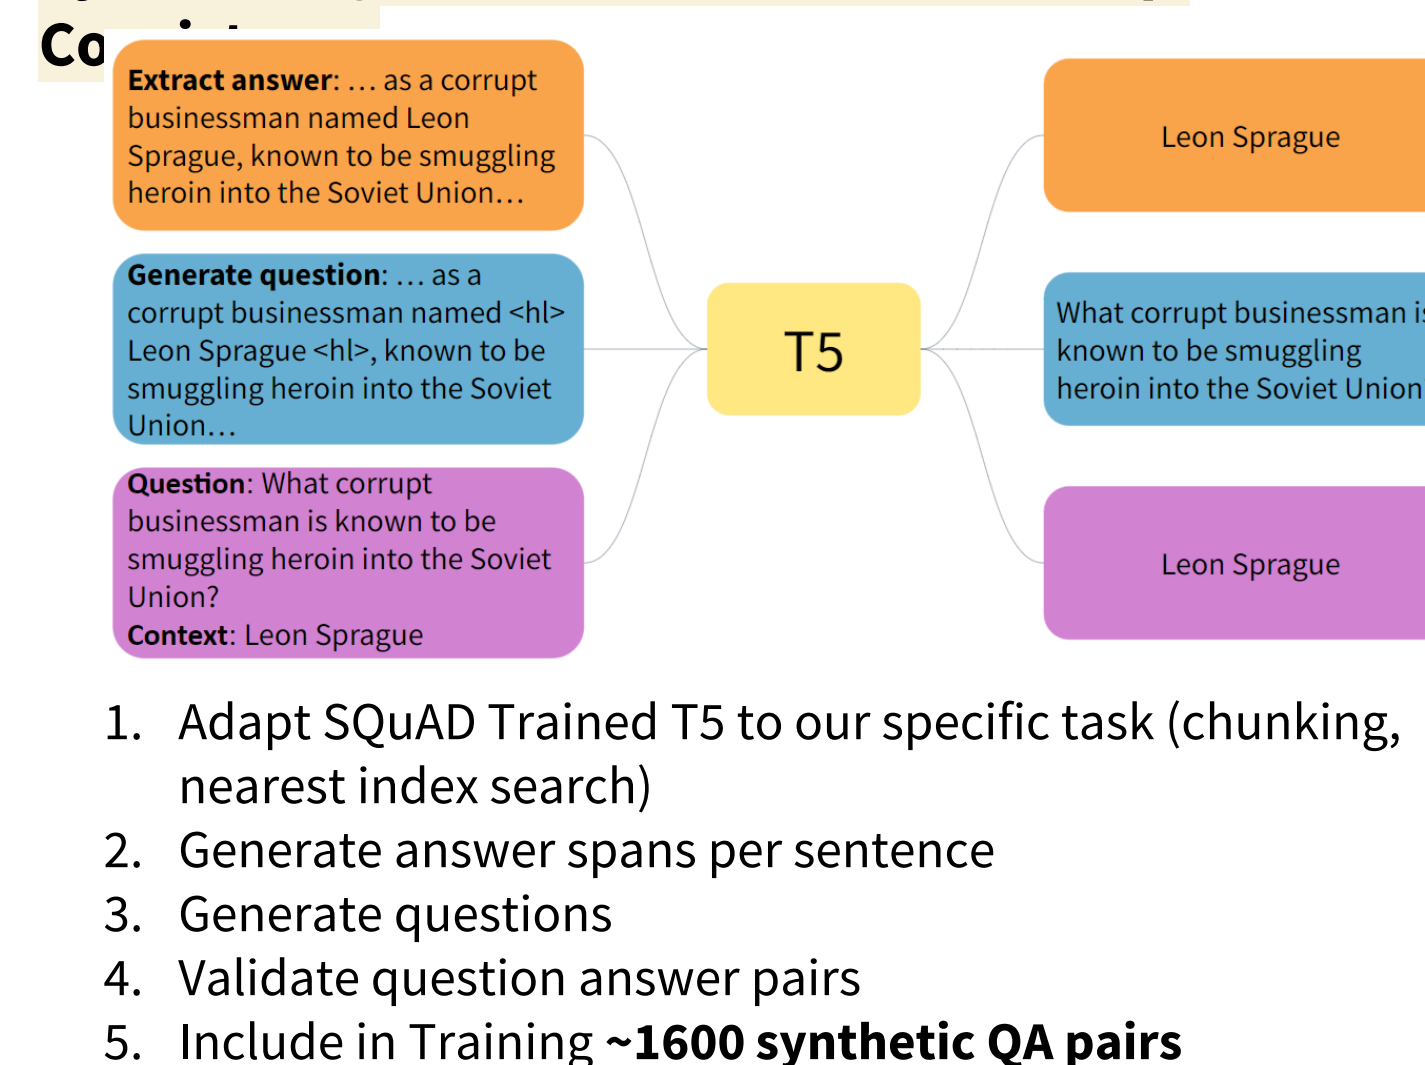 Extract answer: … as a corrupt
businessman named Leon
Sprague, known to be smuggling
heroin into the Soviet Union…
Leon Sprague
Generate question: … as a
corrupt businessman named <hl>
Leon Sprague <hl>, known to be
smuggling heroin into the Soviet
Union…
T5
What corrupt businessman is
known to be smuggling
heroin into the Soviet Union
Question: What corrupt
businessman is known to be
smuggling heroin into the Soviet
Union?
Context: Leon Sprague
Leon Sprague
1. Adapt SQuAD Trained T5 to our specific task (chunking,
nearest index search)
2. Generate answer spans per sentence
3. Generate questions
4. Validate question answer pairs
5. Include in Training ~1600 synthetic QA pairs